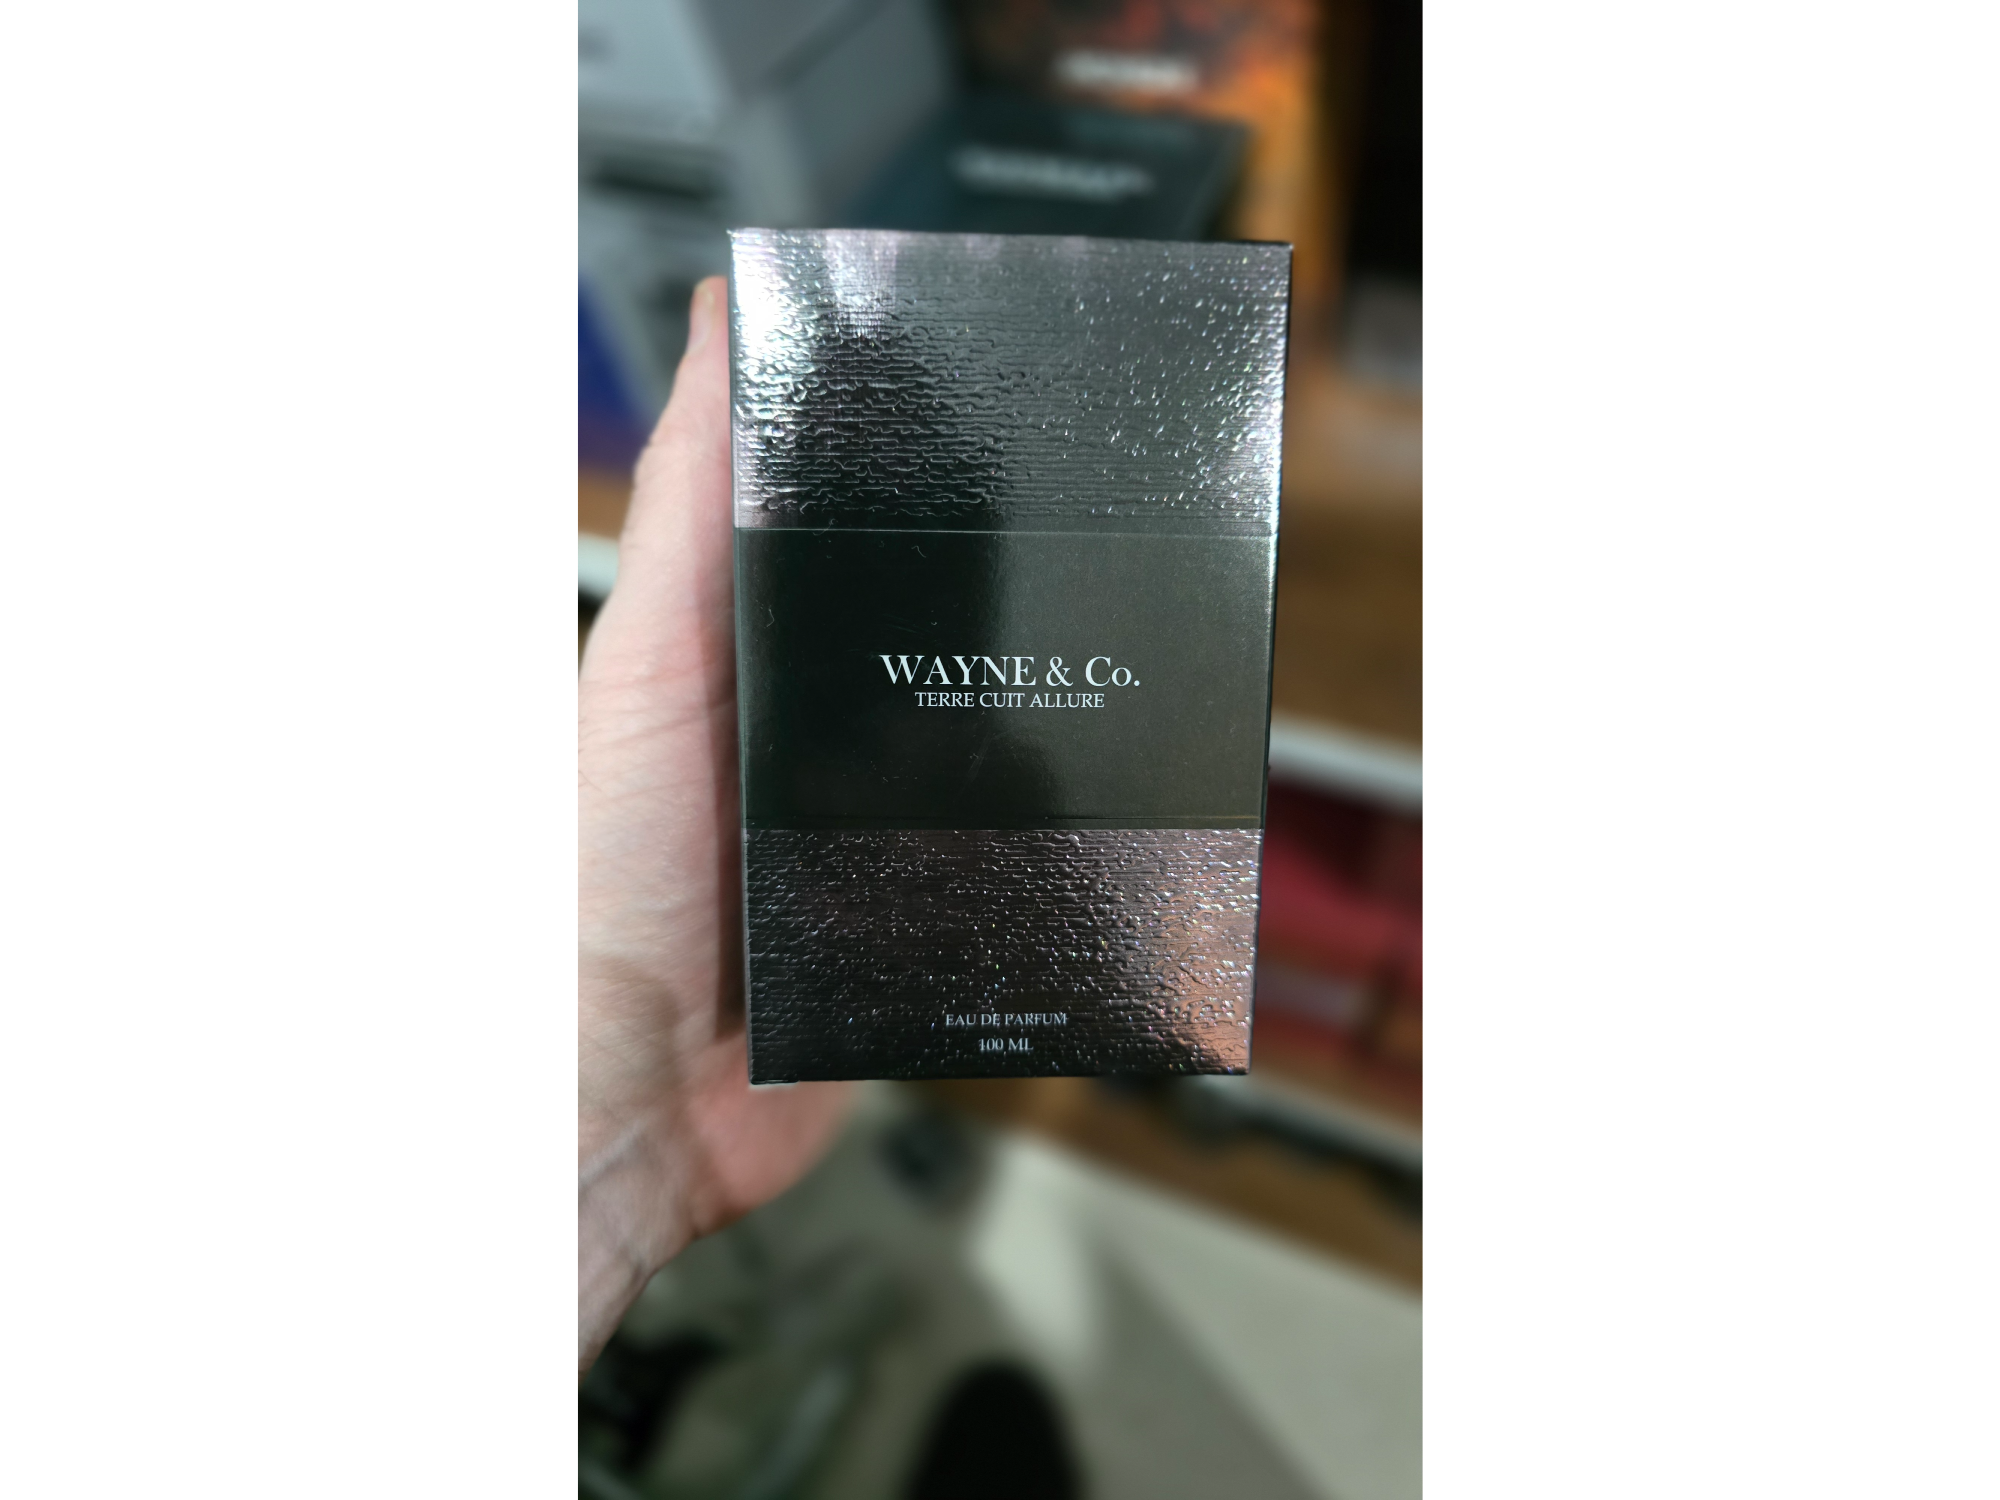 WAYNE & Co.
TERRE CUIT ALLURE
EAU DE PARFUM
100 ML